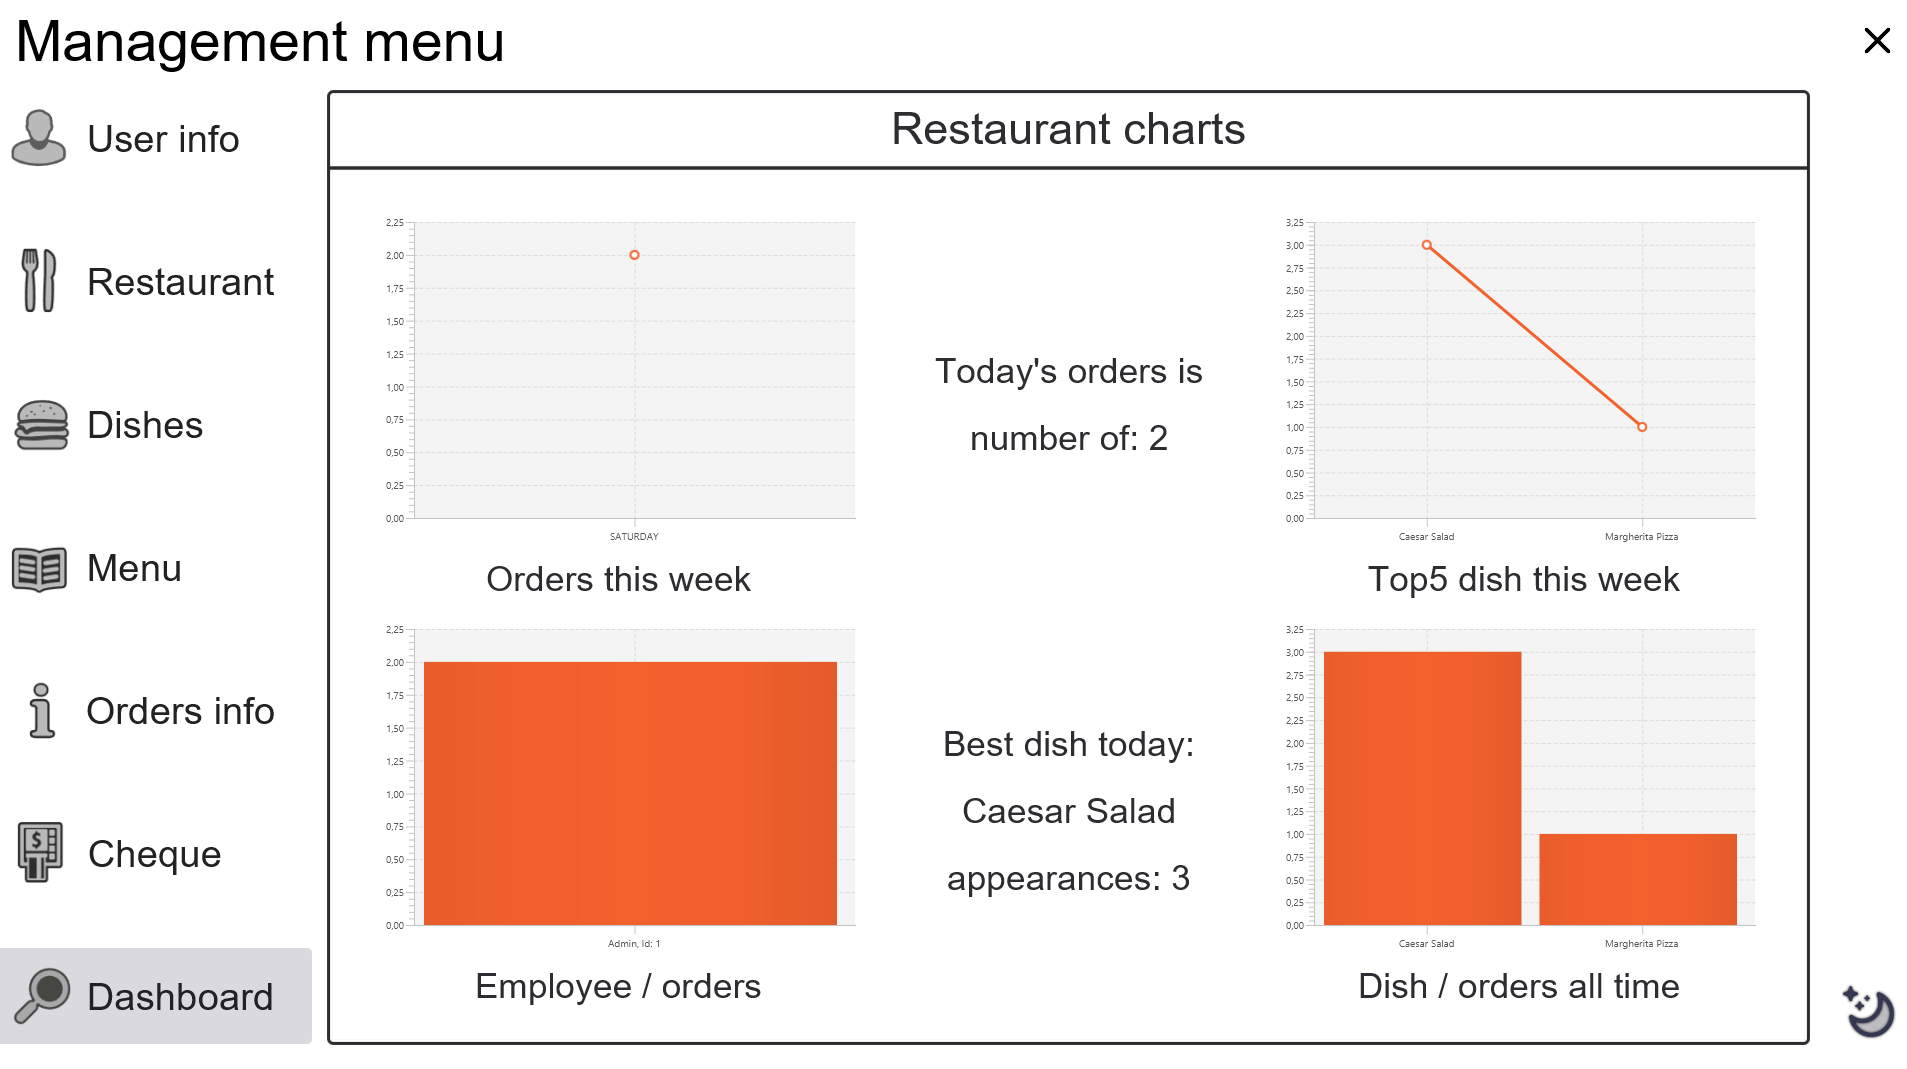 Management menu
User info
Restaurant
Dishes
Menu
Orders info
Cheque
Dashboard
Restaurant charts
2,25
2,00
1,75
1,50
1,25
1,00
0,75
0,50
0,25
0,00
SATURDAY
Orders this week
Today's orders is
number of: 2
3,25
3,00
2,75
2,50
2,25
2,00
1,75
1,50
1,25
1,00
0,75
0,50
0,25
0,00
Caesar Salad
Margherita Pizza
Top5 dish this week
2,25
2,00
1,75
1,50
1,25
1,00
0,75
0,50
0,25
0,00
Admin, Id: 1
Employee / orders
Best dish today:
Caesar Salad
appearances: 3
3,25
3,00
2,75
2,50
2,25
2,00
1,75
1,50
1,25
1,00
0,75
0,50
0,25
0,00
Caesar Salad
Margherita Pizza
Dish / orders all time